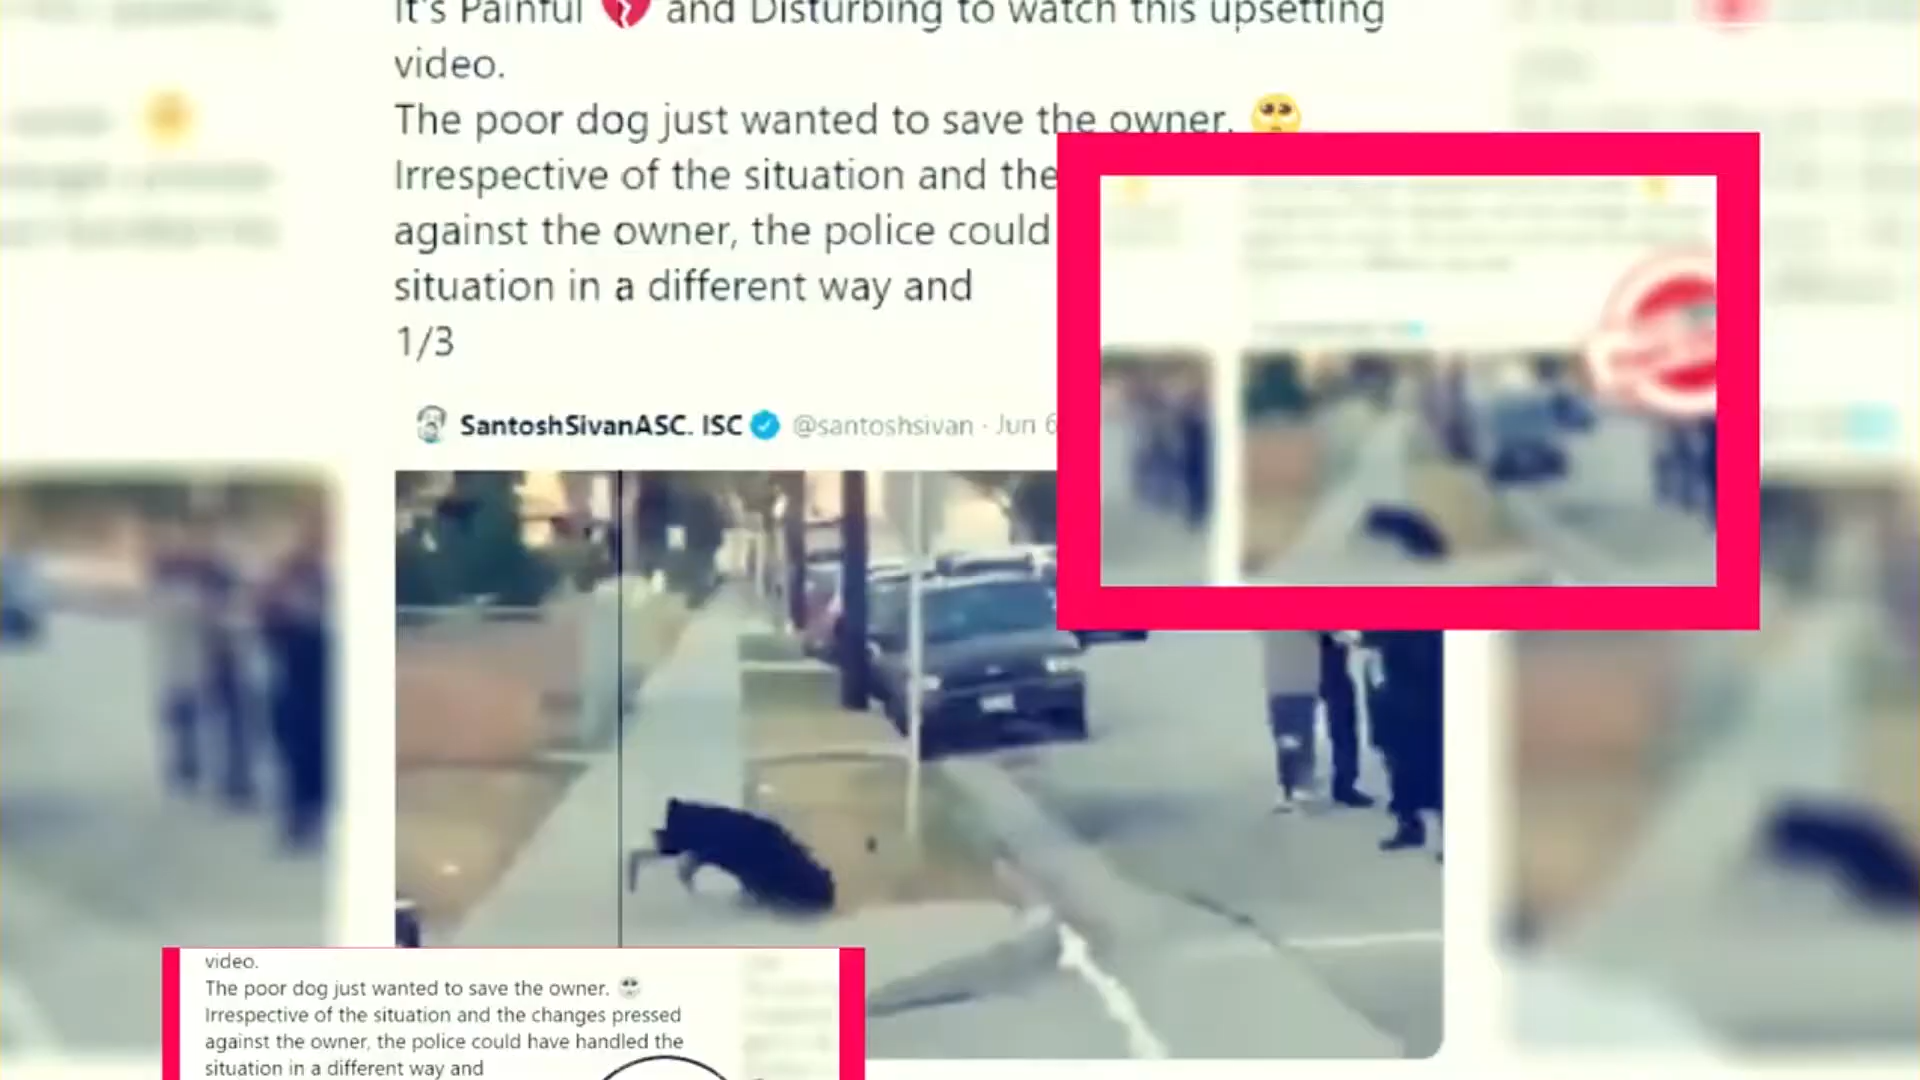 It's Painful 💔 and Disturbing to watch this upsetting
video.
The poor dog just wanted to save the owner. 🥺
Irrespective of the situation and the
against the owner, the police could
situation in a different way and
1/3
SantoshSivanASC. ISC @santoshsivan · Jun 6
video.
The poor dog just wanted to save the owner. 🥺
Irrespective of the situation and the changes pressed
against the owner, the police could have handled the
situation in a different way and